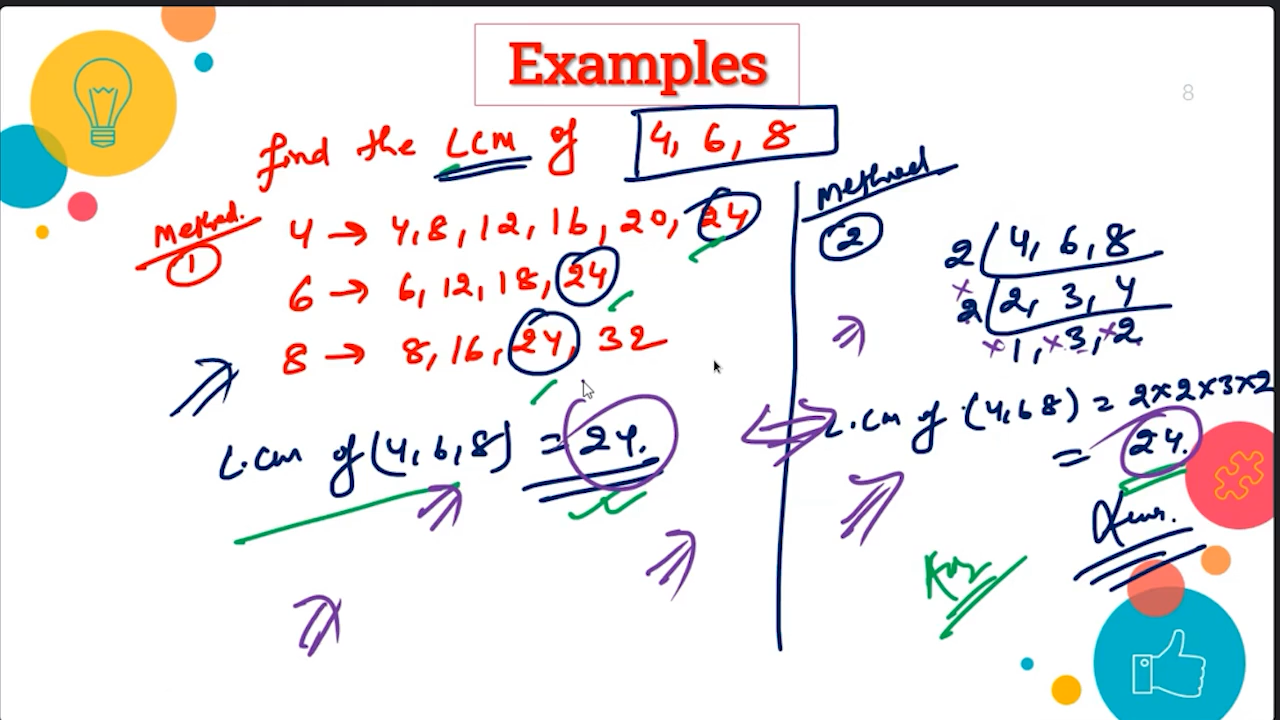 Examples
8
find the LCM of 4, 6, 8
Method.
1
4 → 4, 8, 12, 16, 20, 24
6 → 6, 12, 18, 24
8 → 8, 16, 24, 32
L.cm of (4, 6, 8) = 24.
Method
2
2 4, 6, 8
×
2 2, 3, 4
× 1, × 3, × 2
L.cm of (4, 6 8) = 2×2×3×2
= 24.